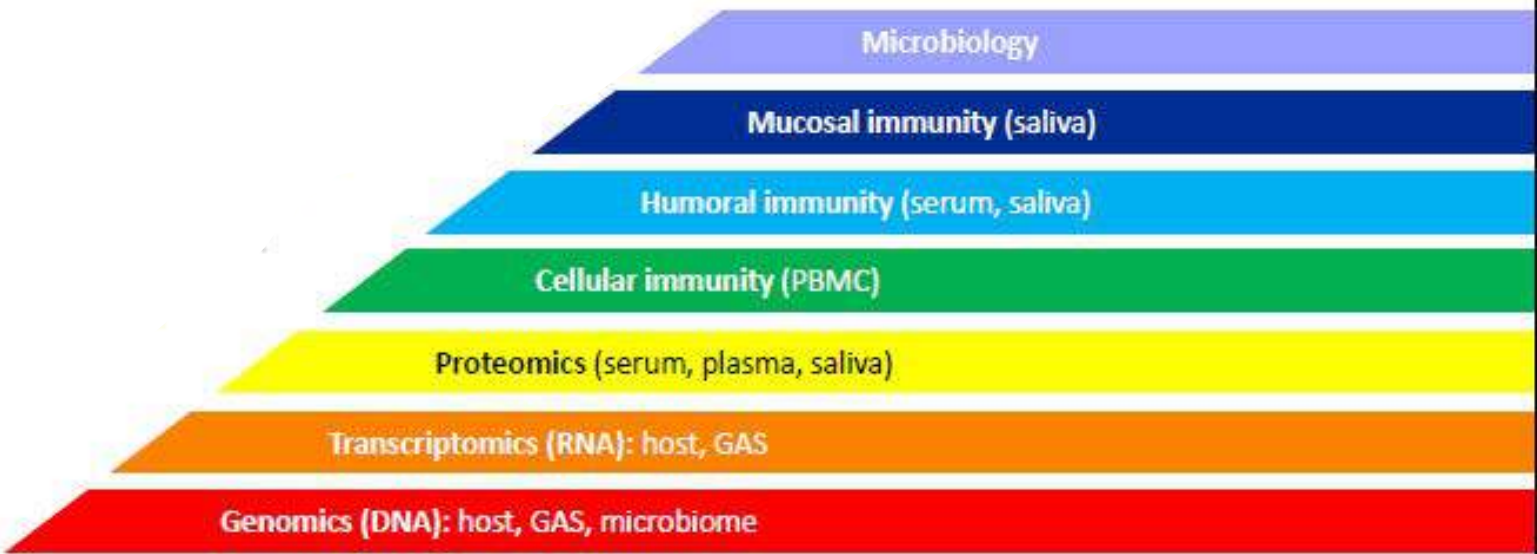 Microbiology
Mucosal immunity (saliva)
Humoral immunity (serum, saliva)
Cellular immunity (PBMC)
Proteomics (serum, plasma, saliva)
Transcriptomics (RNA): host, GAS
Genomics (DNA): host, GAS, microbiome